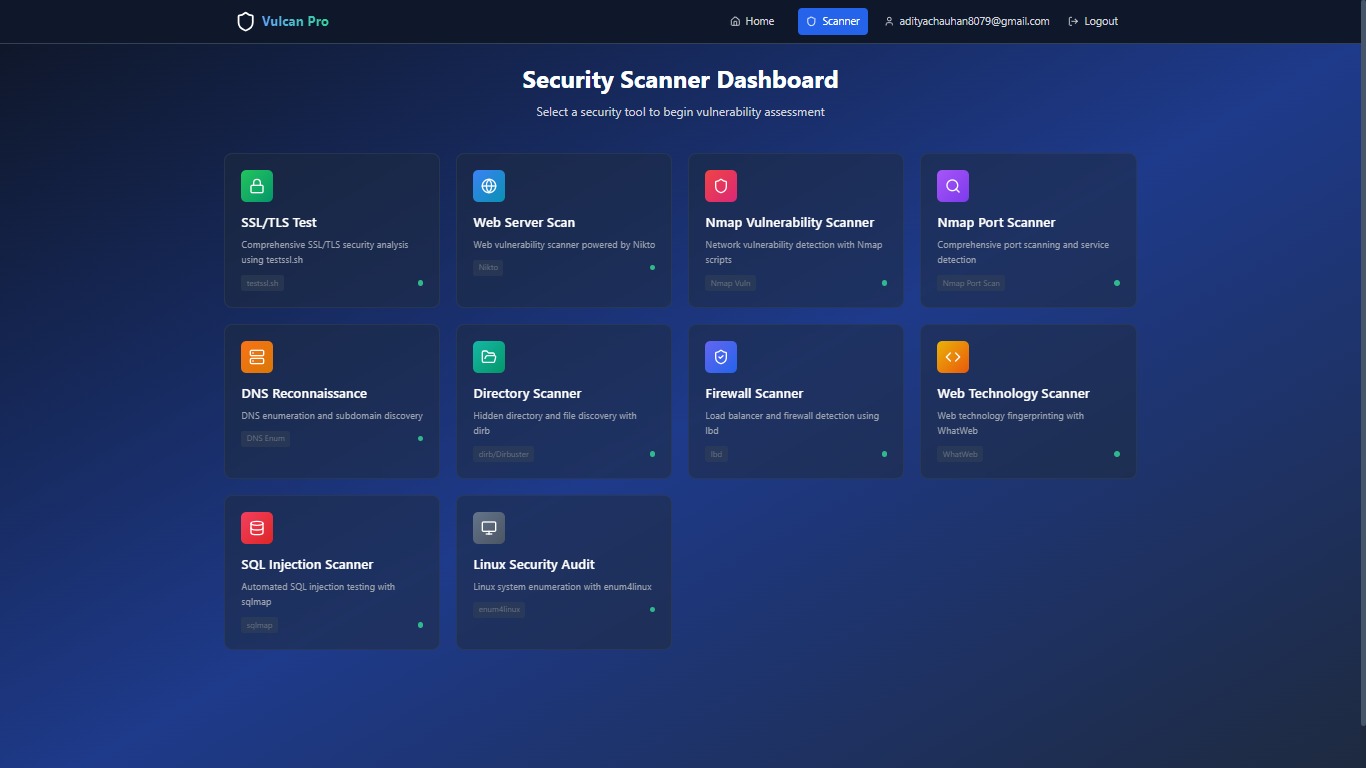 Vulcan Pro
Home
Scanner
adityachauhan8079@gmail.com
Logout
Security Scanner Dashboard
Select a security tool to begin vulnerability assessment
SSL/TLS Test
Comprehensive SSL/TLS security analysis
using testssl.sh
testssl.sh
Web Server Scan
Web vulnerability scanner powered by Nikto
Nikto
Nmap Vulnerability Scanner
Network vulnerability detection with Nmap
scripts
Nmap Vuln
Nmap Port Scanner
Comprehensive port scanning and service
detection
Nmap Port Scan
DNS Reconnaissance
DNS enumeration and subdomain discovery
DNS Enum
Directory Scanner
Hidden directory and file discovery with
dirb
dirb/Dirbuster
Firewall Scanner
Load balancer and firewall detection using
lbd
lbd
Web Technology Scanner
Web technology fingerprinting with
WhatWeb
WhatWeb
SQL Injection Scanner
Automated SQL injection testing with
sqlmap
sqlmap
Linux Security Audit
Linux system enumeration with enum4linux
enum4linux